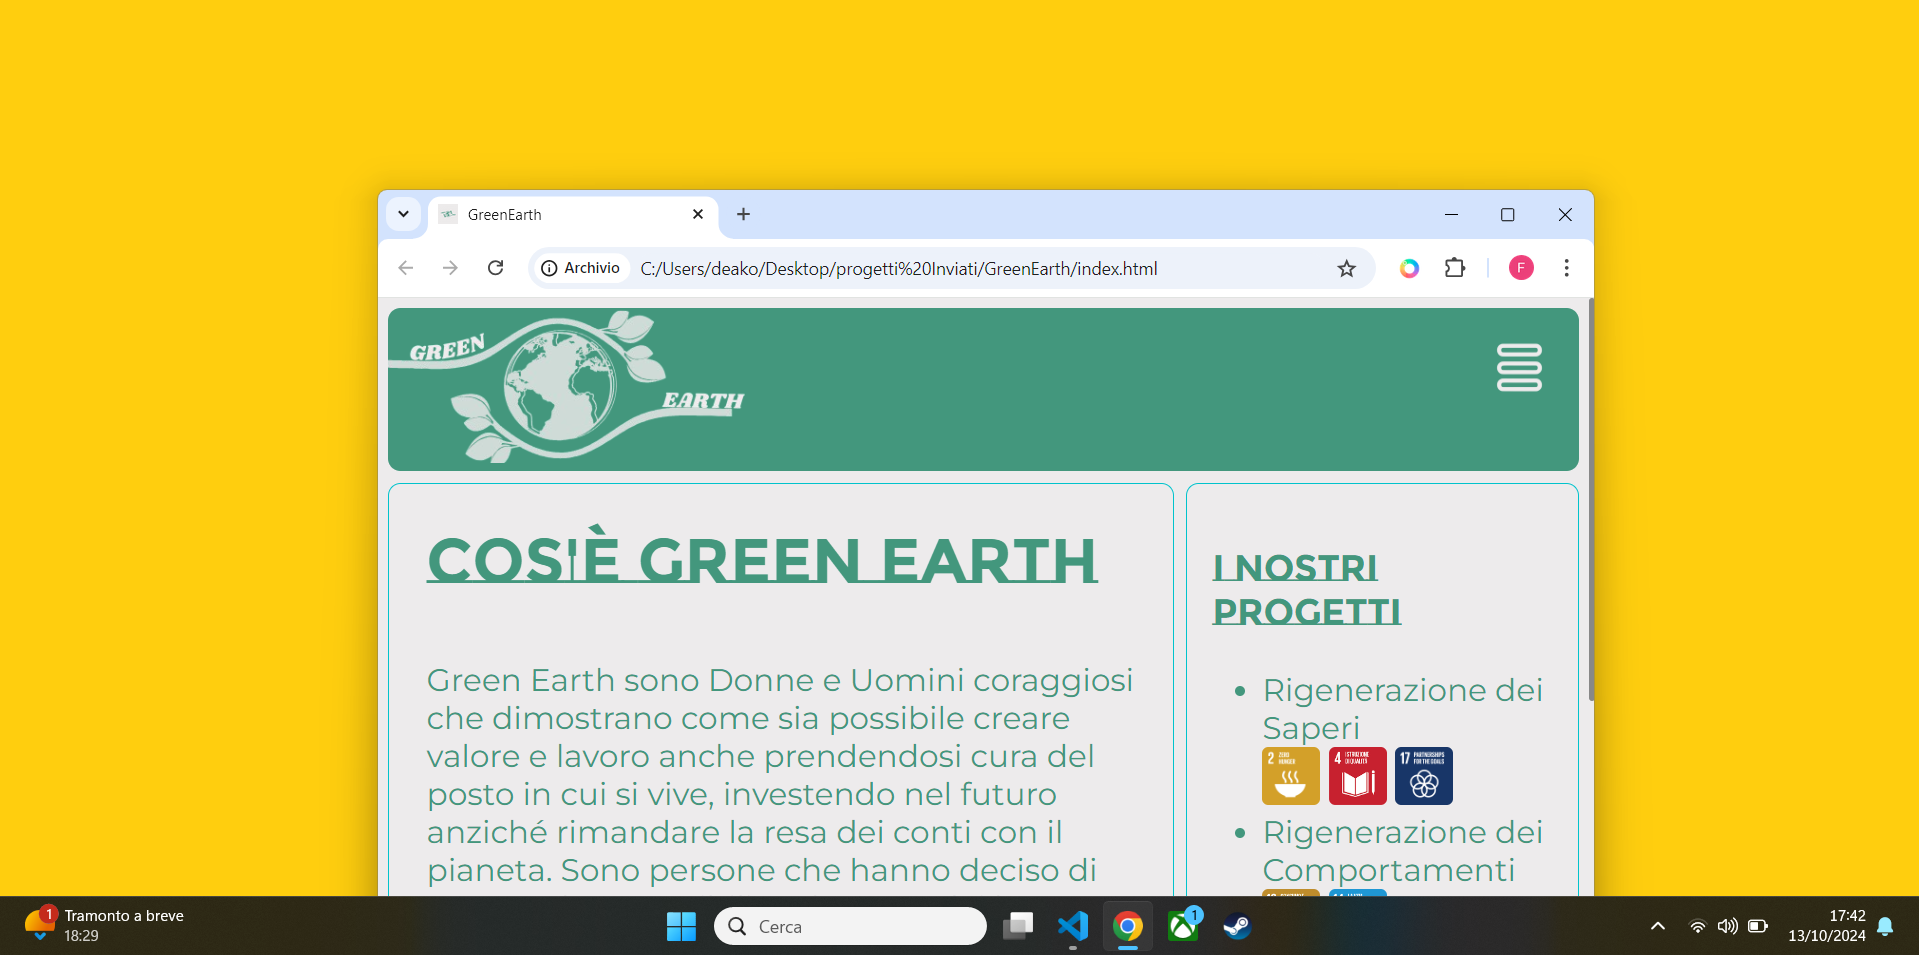 GreenEarth
Archivio
C:/Users/deako/Desktop/progetti%20Inviati/GreenEarth/index.html
F
GREEN
EARTH
COS'È GREEN EARTH
Green Earth sono Donne e Uomini coraggiosi
che dimostrano come sia possibile creare
valore e lavoro anche prendendosi cura del
posto in cui si vive, investendo nel futuro
anziché rimandare la resa dei conti con il
pianeta. Sono persone che hanno deciso di
I NOSTRI
PROGETTI
Rigenerazione dei
Saperi
2 ZERO
HUNGER
4 ISTRUZIONE
DI QUALITÀ
17 PARTNERSHIPS
FOR THE GOALS
Rigenerazione dei
Comportamenti
1
Tramonto a breve
18:29
Cerca
1
17:42
13/10/2024